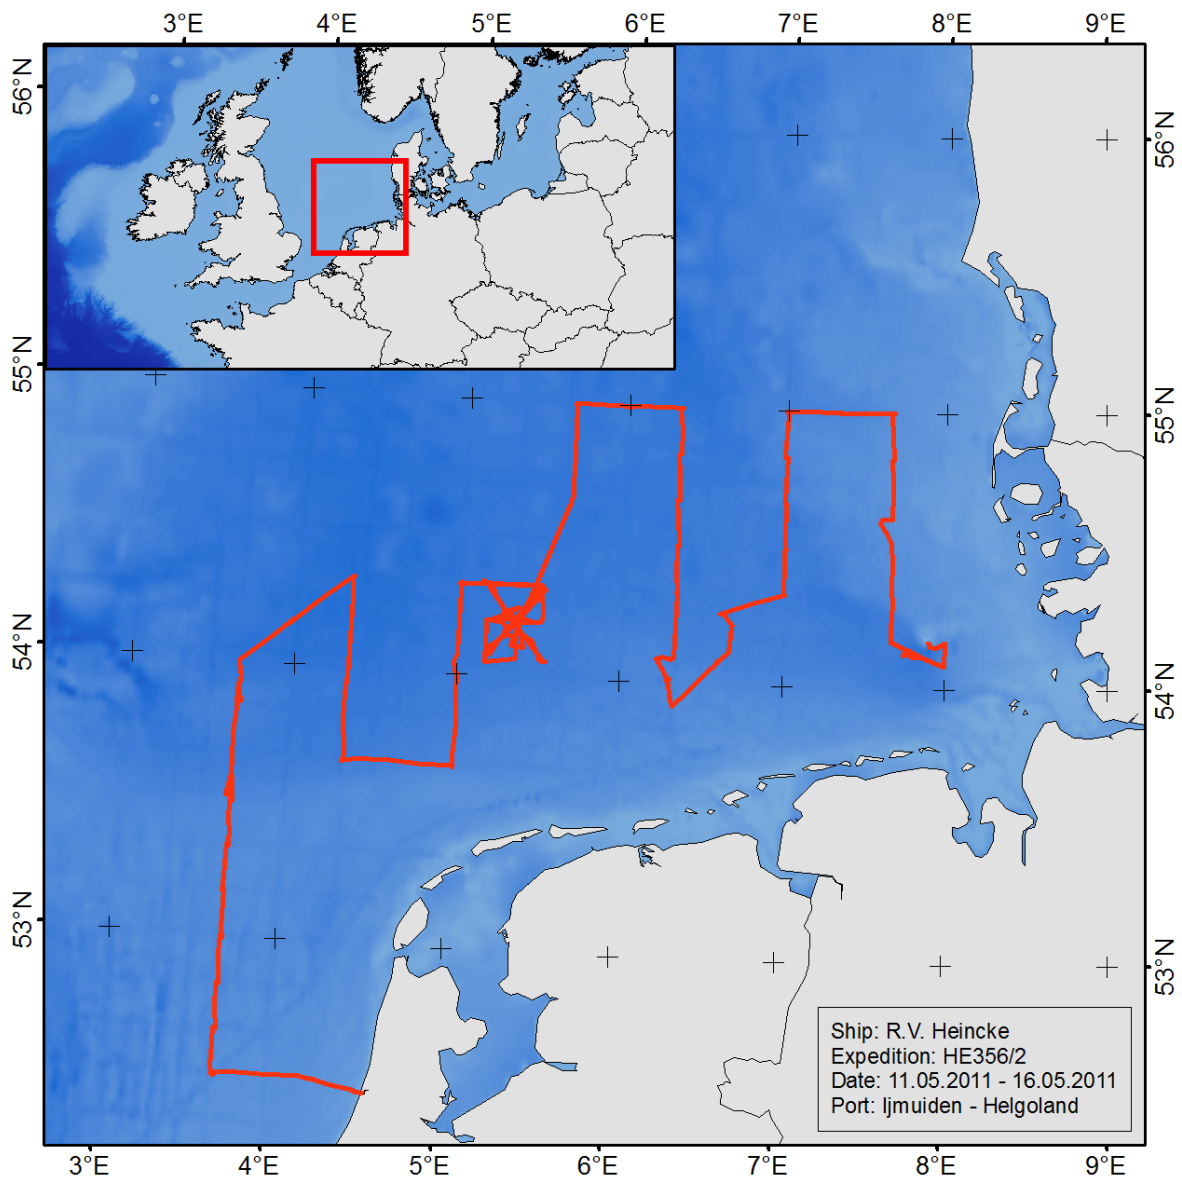 3°E 4°E 5°E 6°E 7°E 8°E 9°E
56°N
56°N
55°N
55°N
54°N
54°N
53°N
53°N
Ship: R.V. Heincke
Expedition: HE356/2
Date: 11.05.2011 - 16.05.2011
Port: Ijmuiden - Helgoland
3°E 4°E 5°E 6°E 7°E 8°E 9°E